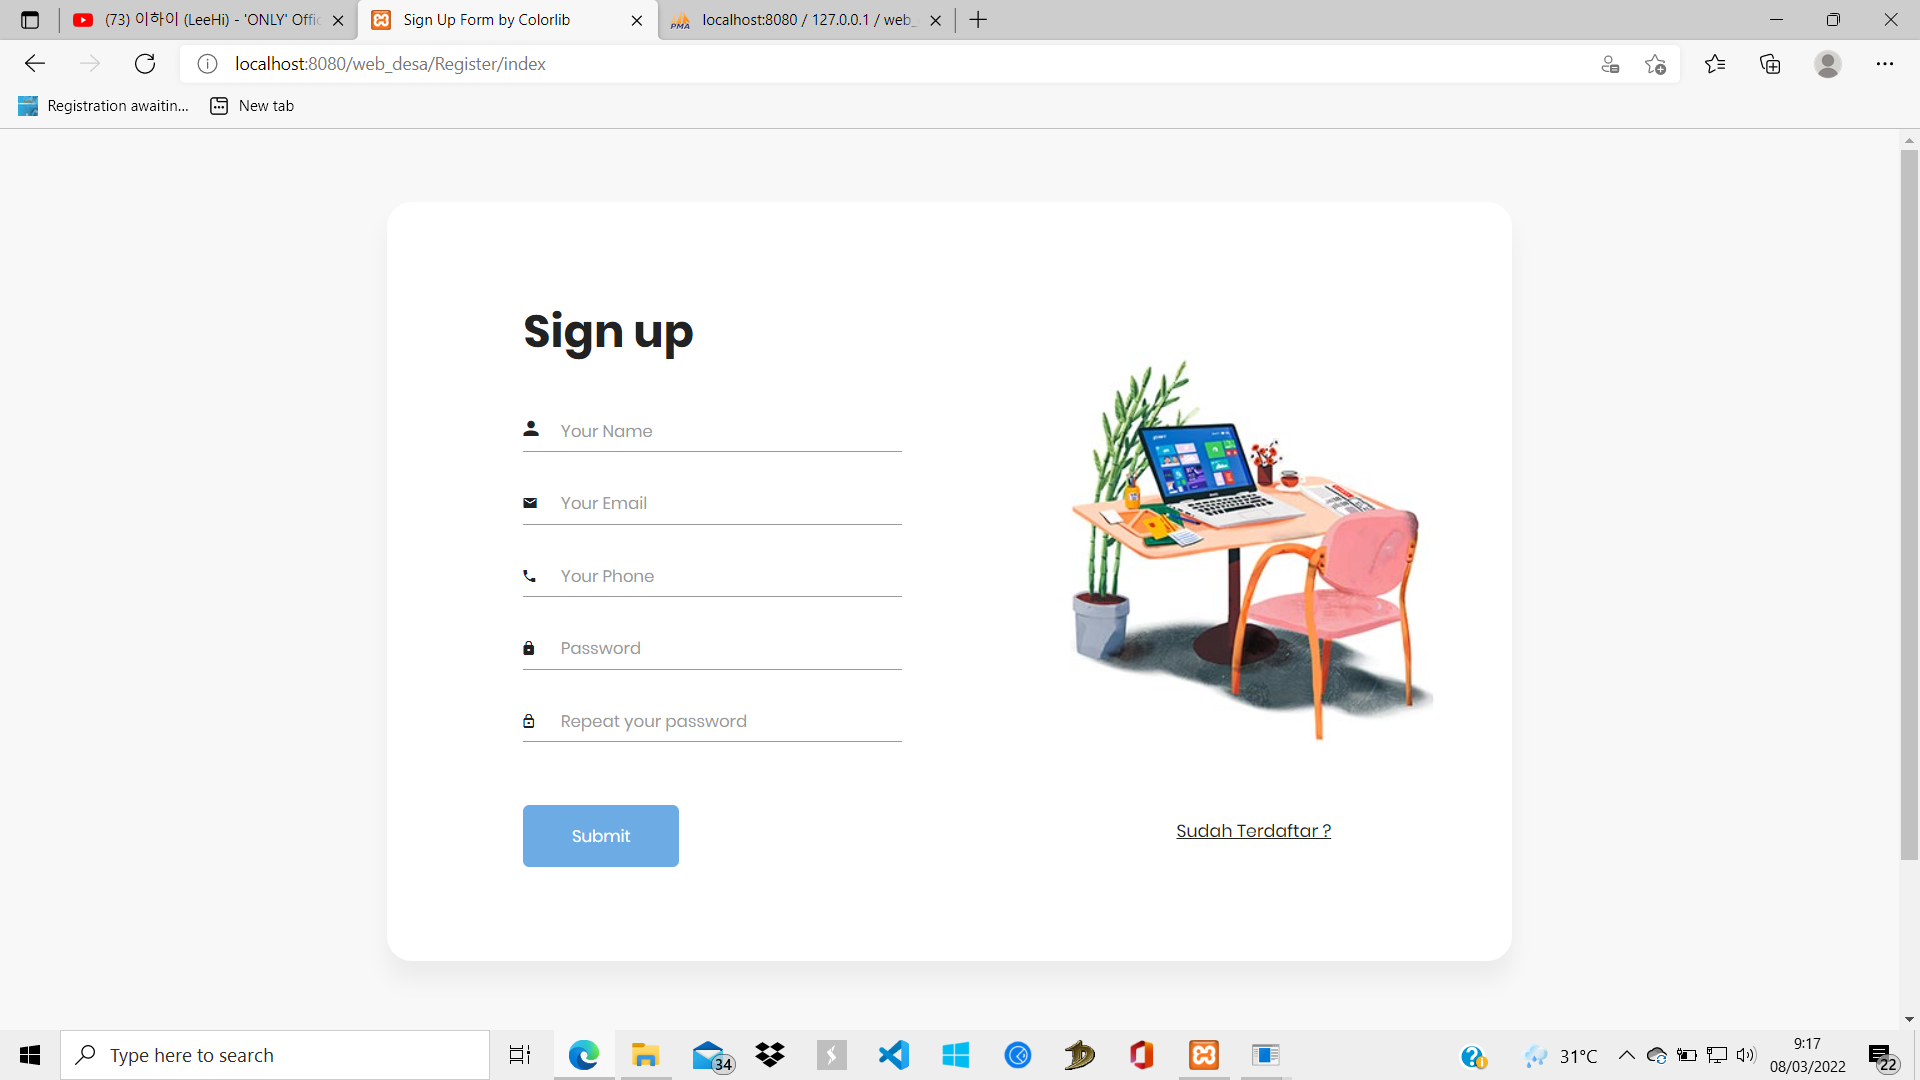 (73) 이하이 (LeeHi) - 'ONLY' Offic
Sign Up Form by Colorlib
PMA
localhost:8080 / 127.0.0.1 / web_
localhost:8080/web_desa/Register/index
Registration awaitin...
New tab
Sign up
Your Name
Your Email
Your Phone
Password
Repeat your password
Submit
Sudah Terdaftar ?
Type here to search
34
31°C
9:17
08/03/2022
22